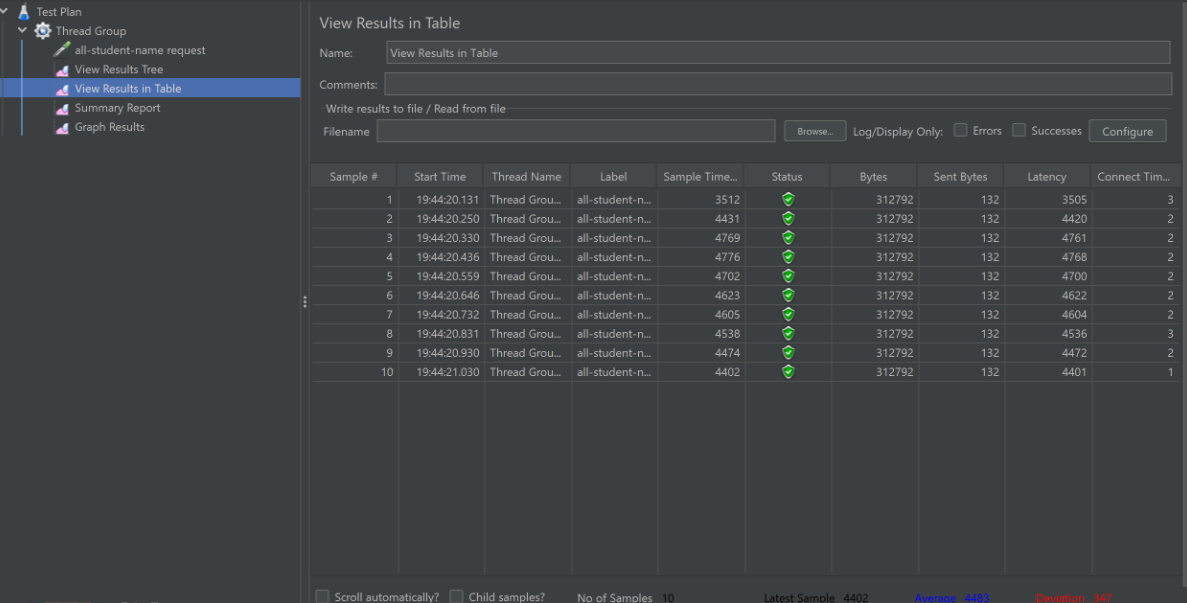 Test Plan
Thread Group
all-student-name request
View Results Tree
View Results in Table
Summary Report
Graph Results
View Results in Table
Name: View Results in Table
Comments:
Write results to file / Read from file
Filename Browse... Log/Display Only: Errors Successes Configure
Sample # Start Time Thread Name Label Sample Time... Status Bytes Sent Bytes Latency Connect Tim...
1 19:44:20.131 Thread Grou... all-student-n... 3512 312792 132 3505 3
2 19:44:20.250 Thread Grou... all-student-n... 4431 312792 132 4420 2
3 19:44:20.330 Thread Grou... all-student-n... 4769 312792 132 4761 2
4 19:44:20.436 Thread Grou... all-student-n... 4776 312792 132 4768 2
5 19:44:20.559 Thread Grou... all-student-n... 4702 312792 132 4700 2
6 19:44:20.646 Thread Grou... all-student-n... 4623 312792 132 4622 2
7 19:44:20.732 Thread Grou... all-student-n... 4605 312792 132 4604 2
8 19:44:20.831 Thread Grou... all-student-n... 4538 312792 132 4536 3
9 19:44:20.930 Thread Grou... all-student-n... 4474 312792 132 4472 2
10 19:44:21.030 Thread Grou... all-student-n... 4402 312792 132 4401 1
Scroll automatically? Child samples? No of Samples 10 Latest Sample 4402 Average 4483 Deviation 347